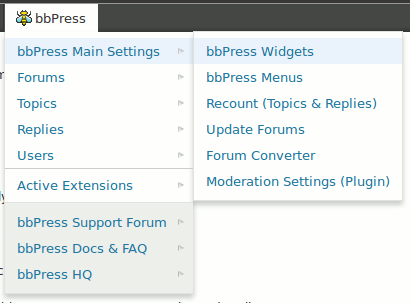 bbPress
bbPress Main Settings
Forums
Topics
Replies
Users
Active Extensions
bbPress Support Forum
bbPress Docs & FAQ
bbPress HQ
bbPress Widgets
bbPress Menus
Recount (Topics & Replies)
Update Forums
Forum Converter
Moderation Settings (Plugin)